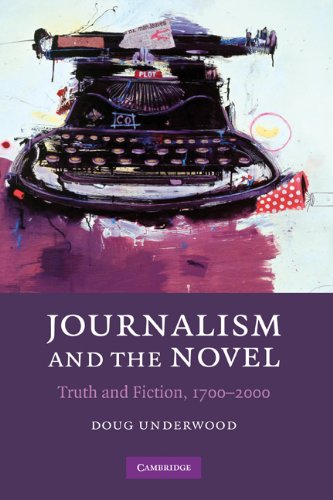 PLOT
JOURNALISM
AND THE NOVEL
Truth and Fiction, 1700–2000
DOUG UNDERWOOD
CAMBRIDGE